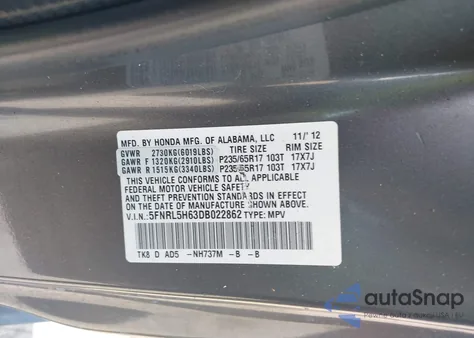 MFD. BY HONDA MFG. OF ALABAMA, LLC 11/'12
GVWR 2730KG(6019LBS) TIRE SIZE RIM SIZE
GAWR F 1320KG(2910LBS) P235/65R17 103T 17X7J
GAWR R 1515KG(3340LBS) P235/65R17 103T 17X7J
THIS VEHICLE CONFORMS TO ALL APPLICABLE
FEDERAL MOTOR VEHICLE SAFETY AND
THEFT PREVENTION STANDARDS IN EFFECT ON
THE DATE OF MANUFACTURE SHOWN ABOVE.
V.I.N.:5FNRL5H63DB022862 TYPE: MPV
TK8 D AD5 -NH737M -B -B
autoSnap